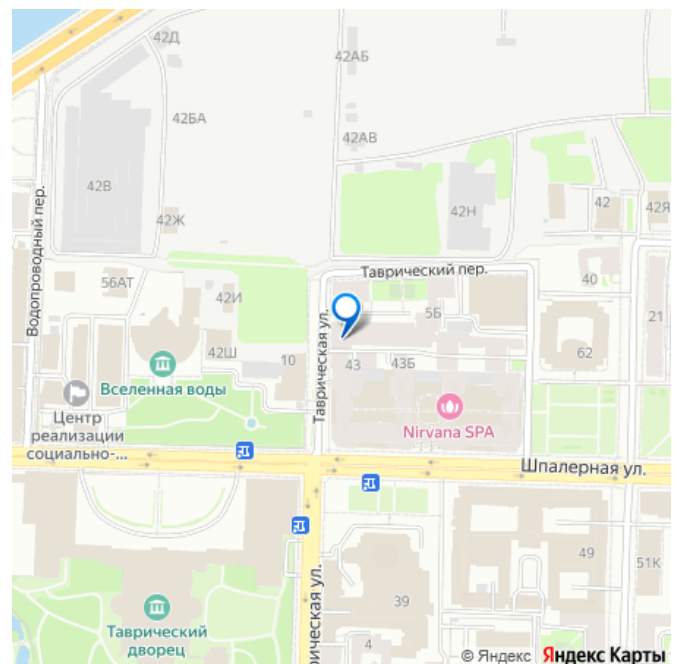 42Д
42АБ
42БА
42АВ
42В
42Н
42
42Я
42Ж
Водопроводный пер.
Таврический пер.
56АТ
42И
40
5Б
21
Таврическая ул.
42Ш
10
43
43Б
62
Вселенная воды
Центр
реализации
социально-...
Nirvana SPA
Шпалерная ул.
49
51К
39
Таврический
дворец
рическая ул.
4
© Яндекс Яндекс Карты